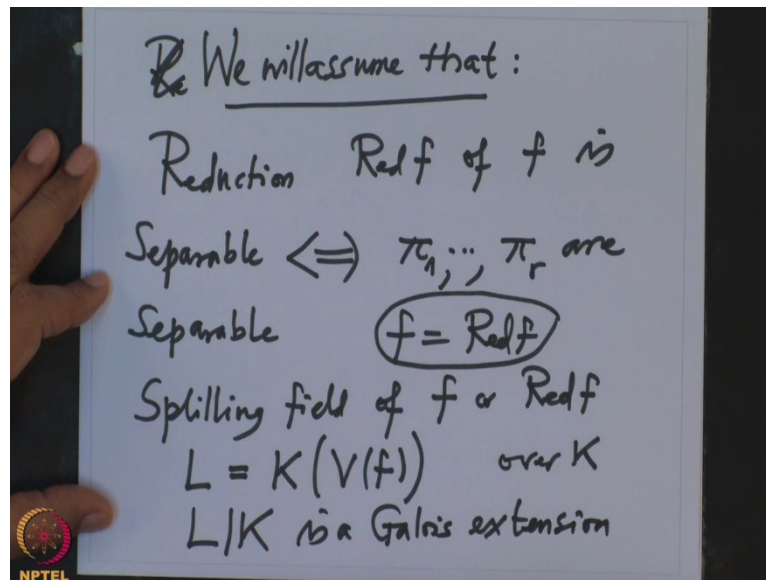 We will assume that :
Reduction Red f of f is
Separable <=> π₁, ..., πᵣ are
Separable f = Red f
Splitting field of f or Red f
L = K(V(f)) over K
L|K is a Galois extension
NPTEL